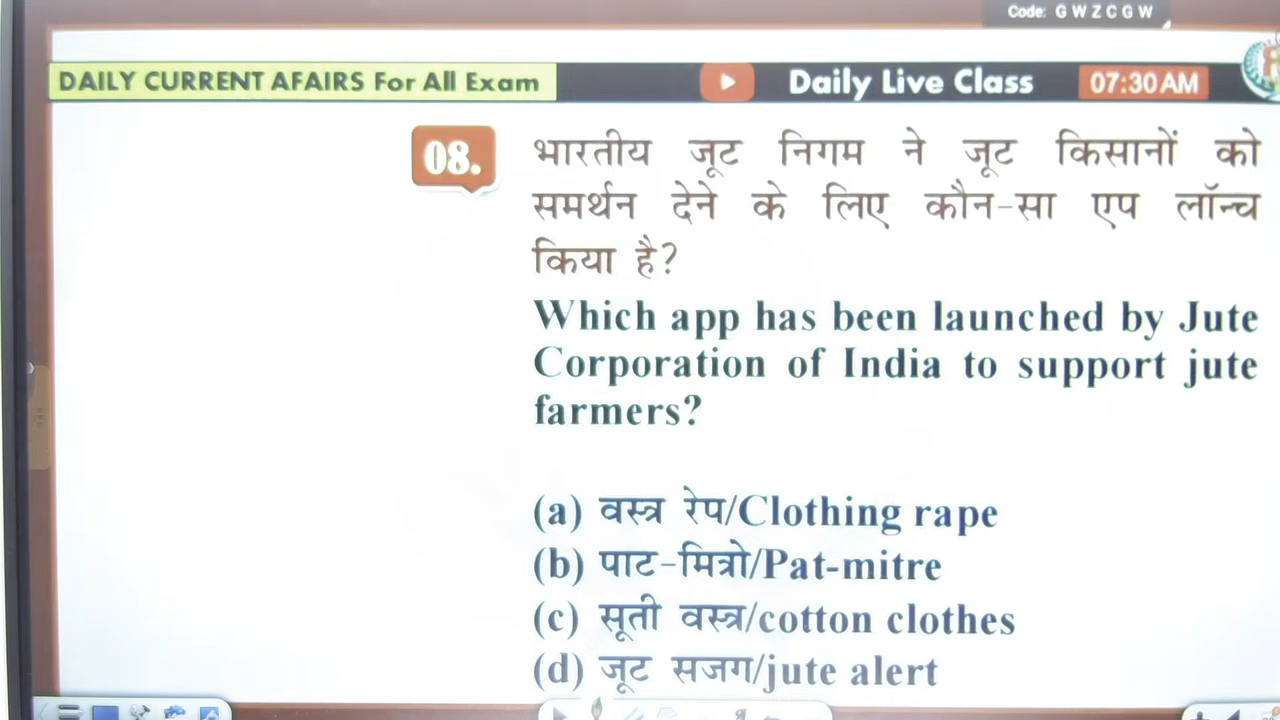 Code: G W Z C G W
DAILY CURRENT AFAIRS For All Exam
Daily Live Class
07:30 AM
08.
भारतीय जूट निगम ने जूट किसानों को
समर्थन देने के लिए कौन-सा एप लॉन्च
किया है?
Which app has been launched by Jute
Corporation of India to support jute
farmers?
(a) वस्त्र रेप/Clothing rape
(b) पाट-मित्रो/Pat-mitre
(c) सूती वस्त्र/cotton clothes
(d) जूट सजग/jute alert